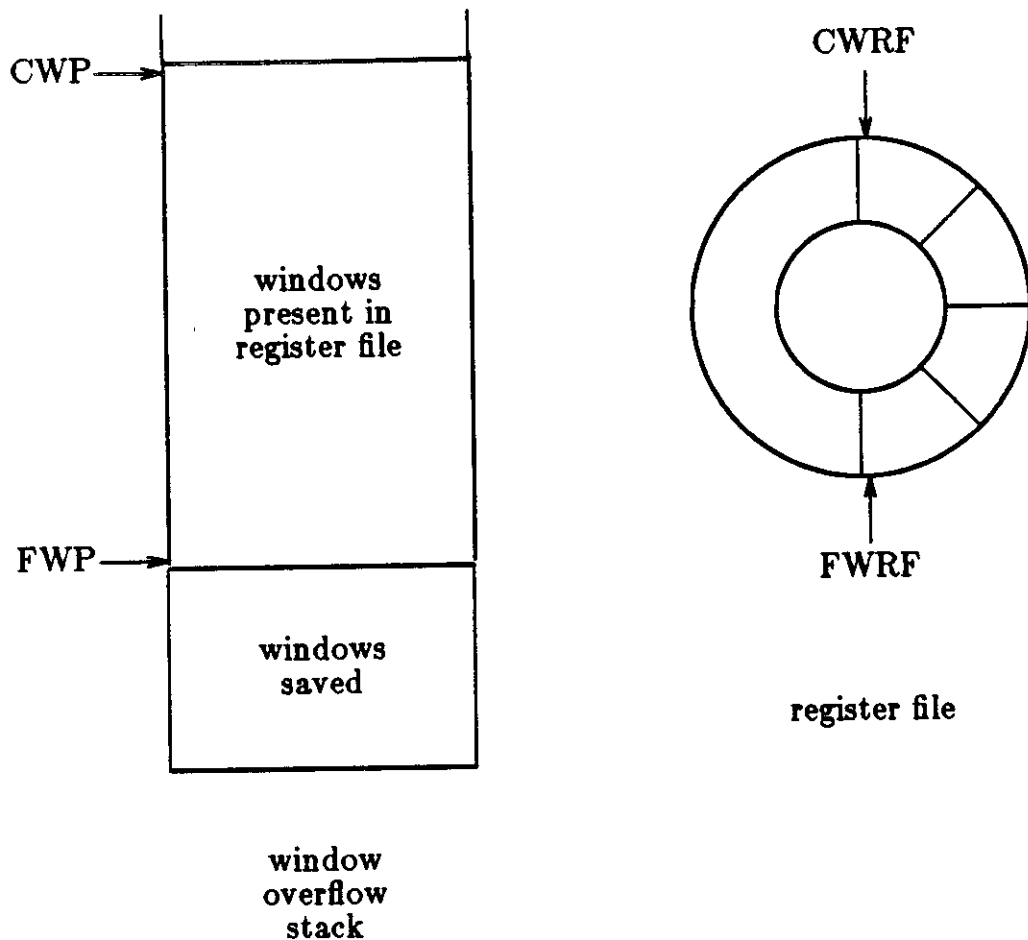 CWP
windows
present in
register file
FWP
windows
saved
window
overflow
stack
CWRF
FWRF
register file